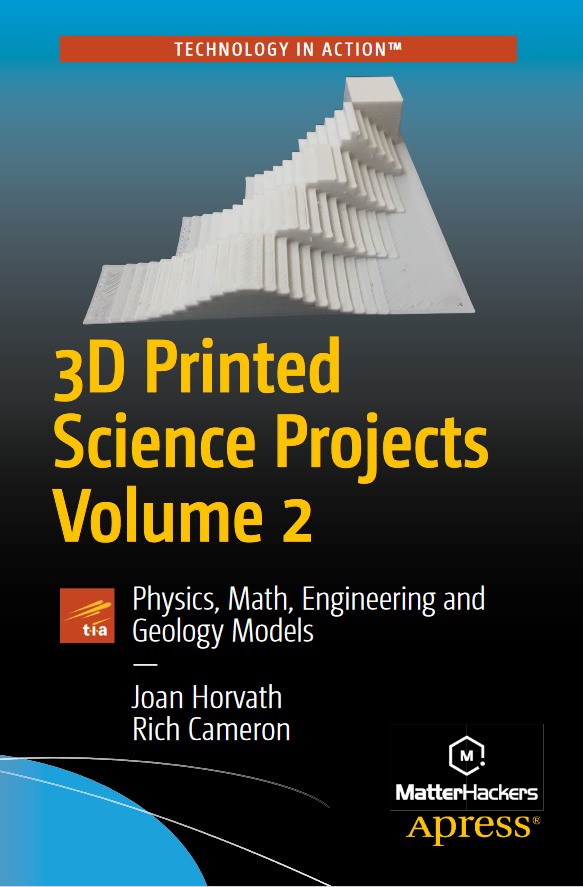 TECHNOLOGY IN ACTION™
3D Printed
Science Projects
Volume 2
tia
Physics, Math, Engineering and
Geology Models
—
Joan Horvath
Rich Cameron
M!
MatterHackers
Apress®